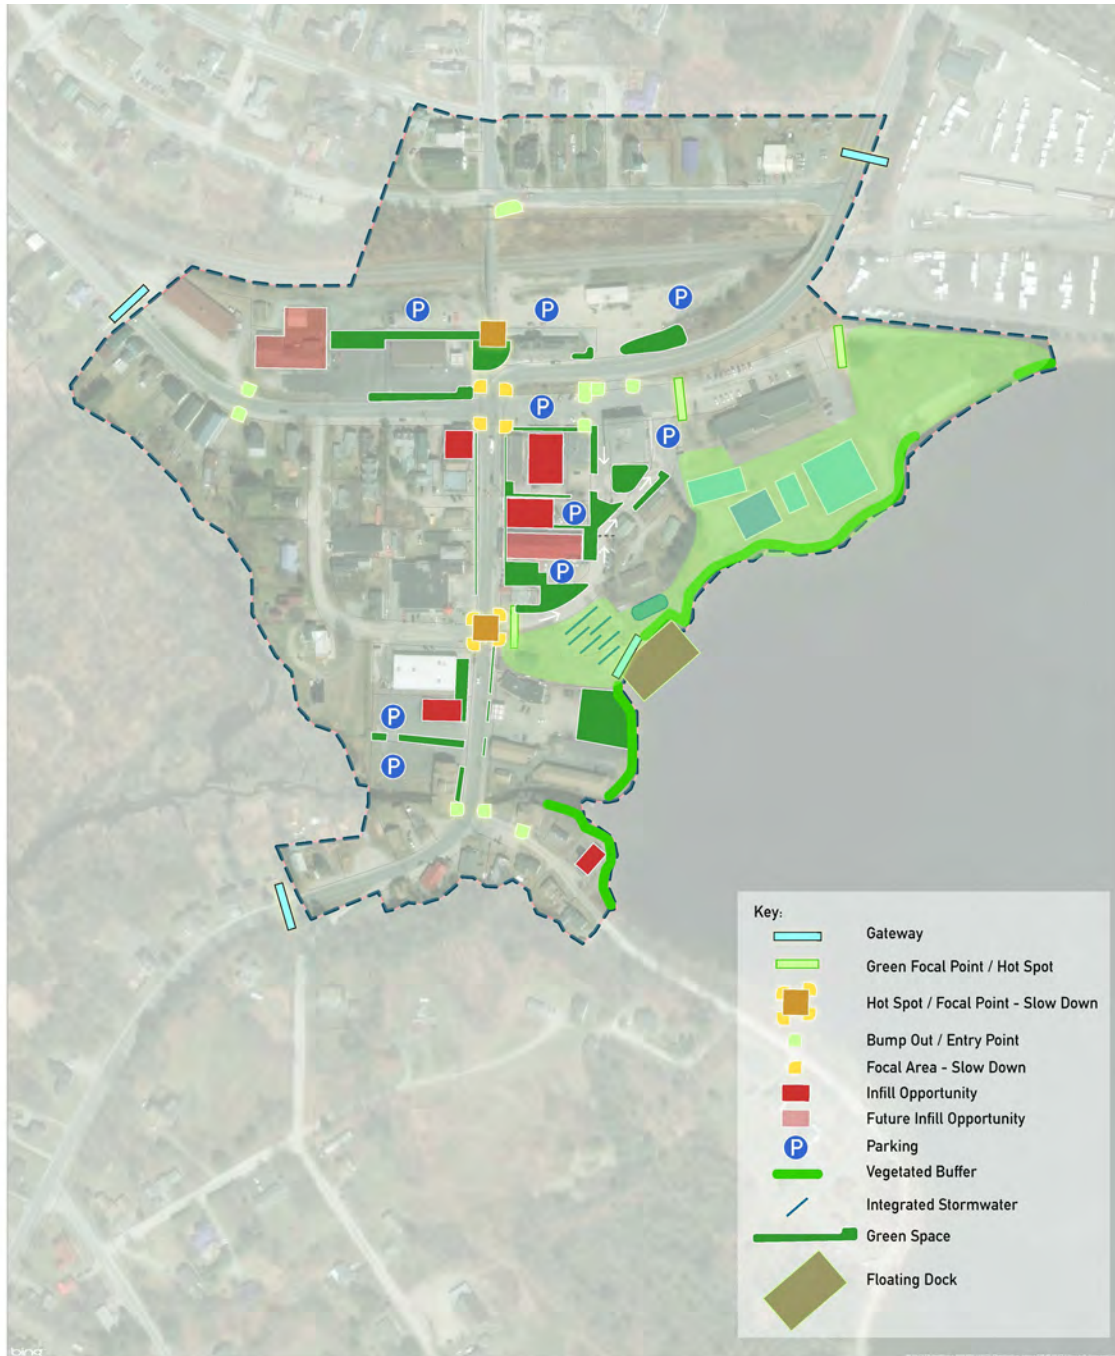 P
P
P
P
P
P
P
P
P
Key:
Gateway
Green Focal Point / Hot Spot
Hot Spot / Focal Point - Slow Down
Bump Out / Entry Point
Focal Area - Slow Down
Infill Opportunity
Future Infill Opportunity
P Parking
Vegetated Buffer
Integrated Stormwater
Green Space
Floating Dock
bing